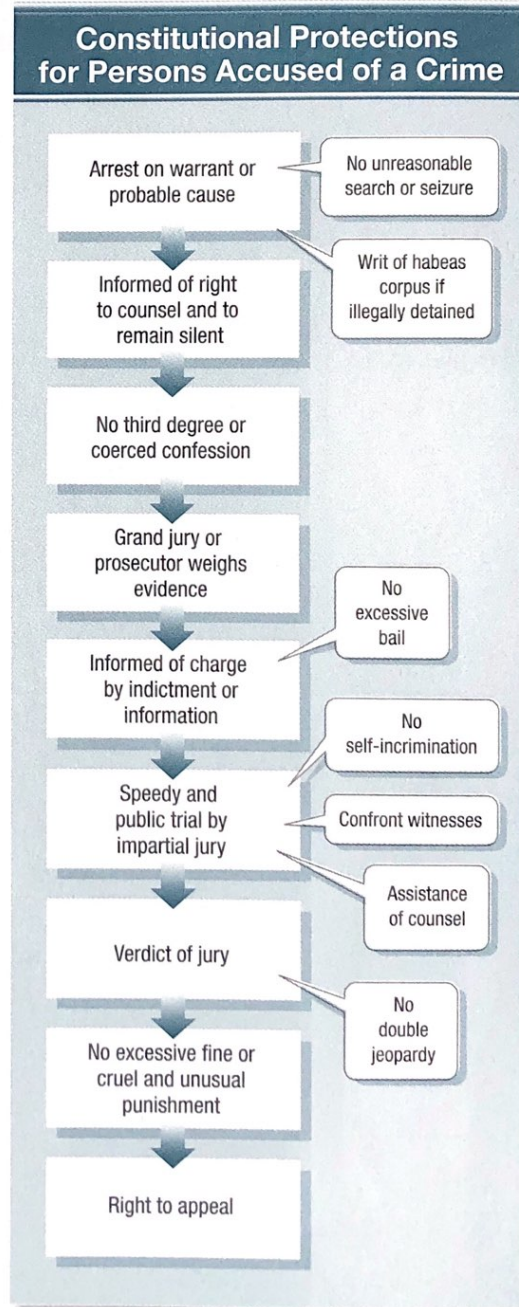 Constitutional Protections
for Persons Accused of a Crime
Arrest on warrant or
probable cause
No unreasonable
search or seizure
Writ of habeas
corpus if
illegally detained
Informed of right
to counsel and to
remain silent
No third degree or
coerced confession
Grand jury or
prosecutor weighs
evidence
No
excessive
bail
Informed of charge
by indictment or
information
No
self-incrimination
Speedy and
public trial by
impartial jury
Confront witnesses
Assistance
of counsel
Verdict of jury
No
double
jeopardy
No excessive fine or
cruel and unusual
punishment
Right to appeal